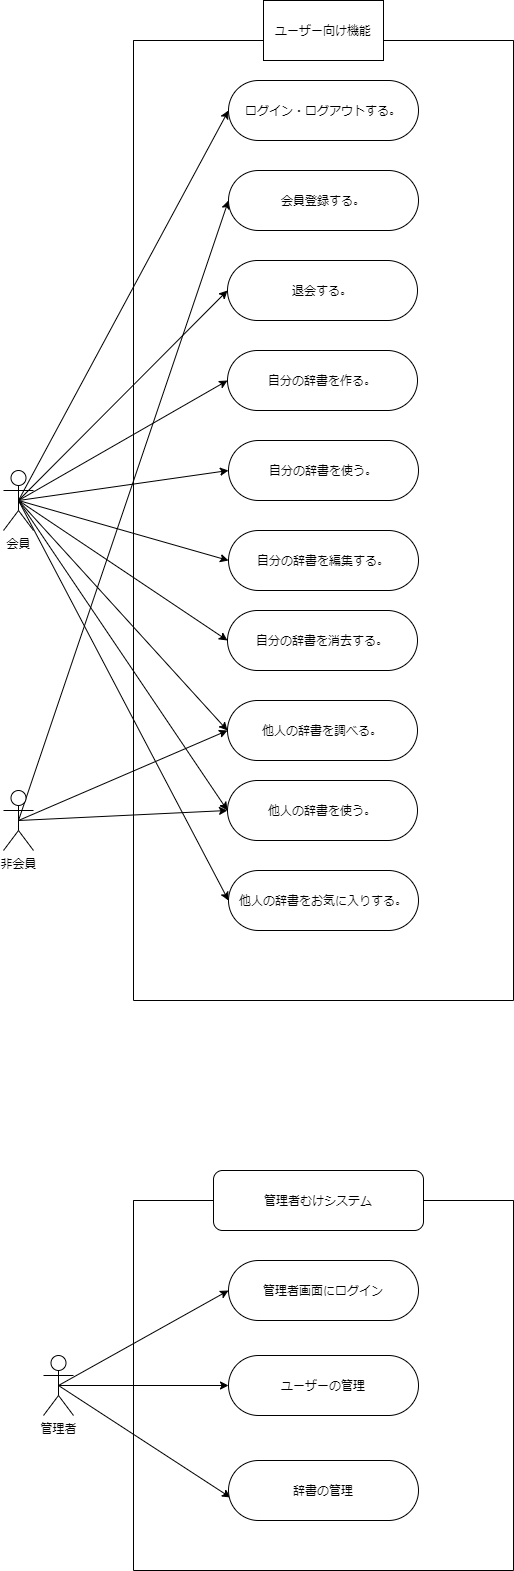 ユーザー向け機能
ログイン・ログアウトする。
会員登録する。
退会する。
自分の辞書を作る。
自分の辞書を使う。
会員
自分の辞書を編集する。
自分の辞書を消去する。
他人の辞書を調べる。
他人の辞書を使う。
非会員
他人の辞書をお気に入りする。
管理者むけシステム
管理者画面にログイン
ユーザーの管理
管理者
辞書の管理